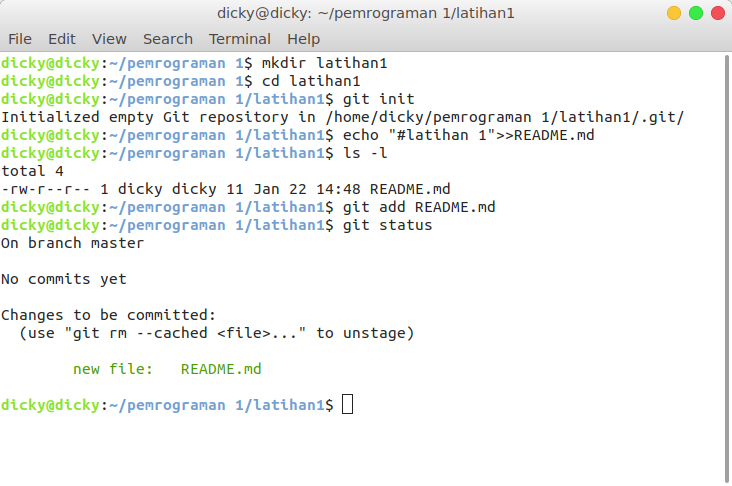 dicky@dicky: ~/pemrograman 1/latihan1
File Edit View Search Terminal Help
dicky@dicky:~/pemrograman 1$ mkdir latihan1
dicky@dicky:~/pemrograman 1$ cd latihan1
dicky@dicky:~/pemrograman 1/latihan1$ git init
Initialized empty Git repository in /home/dicky/pemrograman 1/latihan1/.git/
dicky@dicky:~/pemrograman 1/latihan1$ echo "#latihan 1">>README.md
dicky@dicky:~/pemrograman 1/latihan1$ ls -l
total 4
-rw-r--r-- 1 dicky dicky 11 Jan 22 14:48 README.md
dicky@dicky:~/pemrograman 1/latihan1$ git add README.md
dicky@dicky:~/pemrograman 1/latihan1$ git status
On branch master
No commits yet
Changes to be committed:
  (use "git rm --cached <file>..." to unstage)
        new file:   README.md
dicky@dicky:~/pemrograman 1/latihan1$